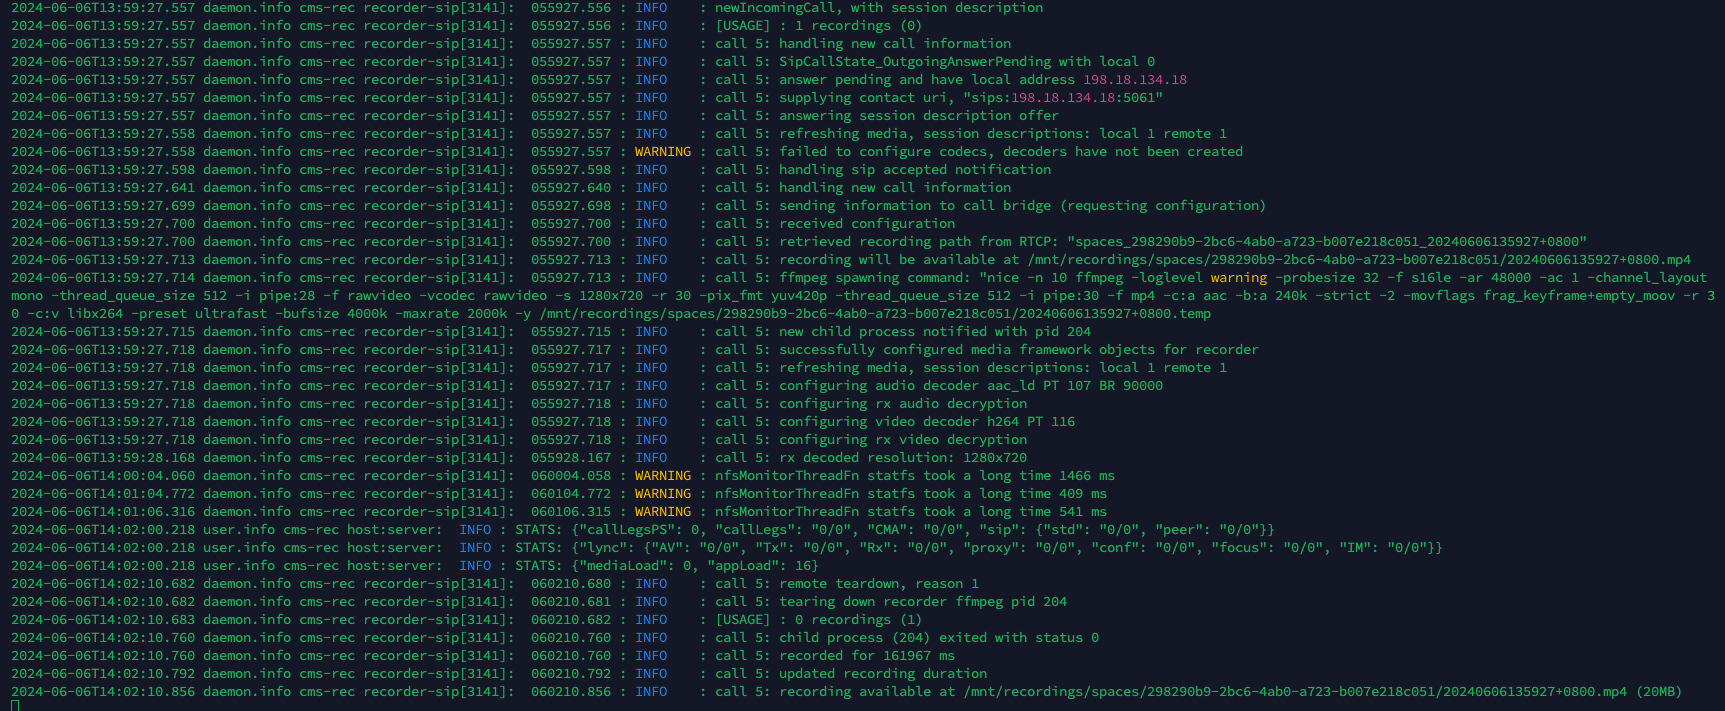 2024-06-06T13:59:27.557 daemon.info cms-rec recorder-sip[3141]:  055927.556 : INFO    : newIncomingCall, with session description
2024-06-06T13:59:27.557 daemon.info cms-rec recorder-sip[3141]:  055927.556 : INFO    : [USAGE] : 1 recordings (0)
2024-06-06T13:59:27.557 daemon.info cms-rec recorder-sip[3141]:  055927.557 : INFO    : call 5: handling new call information
2024-06-06T13:59:27.557 daemon.info cms-rec recorder-sip[3141]:  055927.557 : INFO    : call 5: SipCallState_OutgoingAnswerPending with local 0
2024-06-06T13:59:27.557 daemon.info cms-rec recorder-sip[3141]:  055927.557 : INFO    : call 5: answer pending and have local address 198.18.134.18
2024-06-06T13:59:27.557 daemon.info cms-rec recorder-sip[3141]:  055927.557 : INFO    : call 5: supplying contact uri, "sips:198.18.134.18:5061"
2024-06-06T13:59:27.557 daemon.info cms-rec recorder-sip[3141]:  055927.557 : INFO    : call 5: answering session description offer
2024-06-06T13:59:27.558 daemon.info cms-rec recorder-sip[3141]:  055927.557 : INFO    : call 5: refreshing media, session descriptions: local 1 remote 1
2024-06-06T13:59:27.558 daemon.info cms-rec recorder-sip[3141]:  055927.557 : WARNING : call 5: failed to configure codecs, decoders have not been created
2024-06-06T13:59:27.598 daemon.info cms-rec recorder-sip[3141]:  055927.598 : INFO    : call 5: handling sip accepted notification
2024-06-06T13:59:27.641 daemon.info cms-rec recorder-sip[3141]:  055927.640 : INFO    : call 5: handling new call information
2024-06-06T13:59:27.699 daemon.info cms-rec recorder-sip[3141]:  055927.698 : INFO    : call 5: sending information to call bridge (requesting configuration)
2024-06-06T13:59:27.700 daemon.info cms-rec recorder-sip[3141]:  055927.700 : INFO    : call 5: received configuration
2024-06-06T13:59:27.700 daemon.info cms-rec recorder-sip[3141]:  055927.700 : INFO    : call 5: retrieved recording path from RTCP: "spaces_298290b9-2bc6-4ab0-a723-b007e218c051_20240606135927+0800"
2024-06-06T13:59:27.713 daemon.info cms-rec recorder-sip[3141]:  055927.713 : INFO    : call 5: recording will be available at /mnt/recordings/spaces/298290b9-2bc6-4ab0-a723-b007e218c051/20240606135927+0800.mp4
2024-06-06T13:59:27.714 daemon.info cms-rec recorder-sip[3141]:  055927.713 : INFO    : call 5: ffmpeg spawning command: "nice -n 10 ffmpeg -loglevel warning -probesize 32 -f s16le -ar 48000 -ac 1 -channel_layout
mono -thread_queue_size 512 -i pipe:28 -f rawvideo -vcodec rawvideo -s 1280x720 -r 30 -pix_fmt yuv420p -thread_queue_size 512 -i pipe:30 -f mp4 -c:a aac -b:a 240k -strict -2 -movflags frag_keyframe+empty_moov -r 3
0 -c:v libx264 -preset ultrafast -bufsize 4000k -maxrate 2000k -y /mnt/recordings/spaces/298290b9-2bc6-4ab0-a723-b007e218c051/20240606135927+0800.temp
2024-06-06T13:59:27.715 daemon.info cms-rec recorder-sip[3141]:  055927.715 : INFO    : new child process notified with pid 204
2024-06-06T13:59:27.718 daemon.info cms-rec recorder-sip[3141]:  055927.717 : INFO    : call 5: successfully configured media framework objects for recorder
2024-06-06T13:59:27.718 daemon.info cms-rec recorder-sip[3141]:  055927.717 : INFO    : call 5: refreshing media, session descriptions: local 1 remote 1
2024-06-06T13:59:27.718 daemon.info cms-rec recorder-sip[3141]:  055927.717 : INFO    : call 5: configuring audio decoder aac_ld PT 107 BR 90000
2024-06-06T13:59:27.718 daemon.info cms-rec recorder-sip[3141]:  055927.718 : INFO    : call 5: configuring rx audio decryption
2024-06-06T13:59:27.718 daemon.info cms-rec recorder-sip[3141]:  055927.718 : INFO    : call 5: configuring video decoder h264 PT 116
2024-06-06T13:59:27.718 daemon.info cms-rec recorder-sip[3141]:  055927.718 : INFO    : call 5: configuring rx video decryption
2024-06-06T13:59:28.168 daemon.info cms-rec recorder-sip[3141]:  055928.167 : INFO    : call 5: rx decoded resolution: 1280x720
2024-06-06T14:00:04.060 daemon.info cms-rec recorder-sip[3141]:  060004.058 : WARNING : nfsMonitorThreadFn statfs took a long time 1466 ms
2024-06-06T14:01:04.772 daemon.info cms-rec recorder-sip[3141]:  060104.772 : WARNING : nfsMonitorThreadFn statfs took a long time 409 ms
2024-06-06T14:01:06.316 daemon.info cms-rec recorder-sip[3141]:  060106.315 : WARNING : nfsMonitorThreadFn statfs took a long time 541 ms
2024-06-06T14:02:00.218 user.info cms-rec host:server:  INFO : STATS: {"callLegsPS": 0, "callLegs": "0/0", "CMA": "0/0", "sip": {"std": "0/0", "peer": "0/0"}}
2024-06-06T14:02:00.218 user.info cms-rec host:server:  INFO : STATS: {"lync": {"AV": "0/0", "Tx": "0/0", "Rx": "0/0", "proxy": "0/0", "conf": "0/0", "focus": "0/0", "IM": "0/0"}}
2024-06-06T14:02:00.218 user.info cms-rec host:server:  INFO : STATS: {"mediaLoad": 0, "appLoad": 16}
2024-06-06T14:02:10.682 daemon.info cms-rec recorder-sip[3141]:  060210.680 : INFO    : call 5: remote teardown, reason 1
2024-06-06T14:02:10.682 daemon.info cms-rec recorder-sip[3141]:  060210.681 : INFO    : call 5: tearing down recorder ffmpeg pid 204
2024-06-06T14:02:10.683 daemon.info cms-rec recorder-sip[3141]:  060210.682 : INFO    : [USAGE] : 0 recordings (1)
2024-06-06T14:02:10.760 daemon.info cms-rec recorder-sip[3141]:  060210.760 : INFO    : call 5: child process (204) exited with status 0
2024-06-06T14:02:10.760 daemon.info cms-rec recorder-sip[3141]:  060210.760 : INFO    : call 5: recorded for 161967 ms
2024-06-06T14:02:10.792 daemon.info cms-rec recorder-sip[3141]:  060210.792 : INFO    : call 5: updated recording duration
2024-06-06T14:02:10.856 daemon.info cms-rec recorder-sip[3141]:  060210.856 : INFO    : call 5: recording available at /mnt/recordings/spaces/298290b9-2bc6-4ab0-a723-b007e218c051/20240606135927+0800.mp4 (20MB)